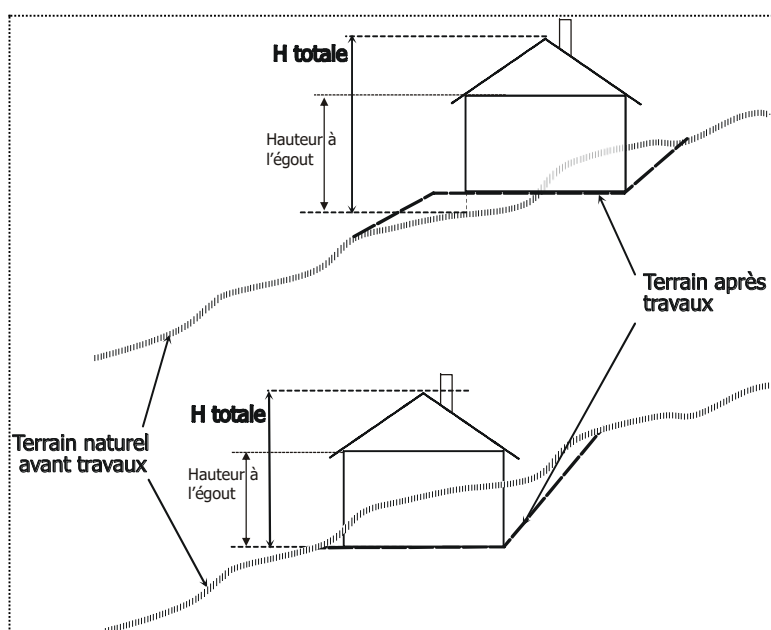 H totale
Hauteur à
l'égout
Terrain après
travaux
H totale
Terrain naturel
avant travaux
Hauteur à
l'égout